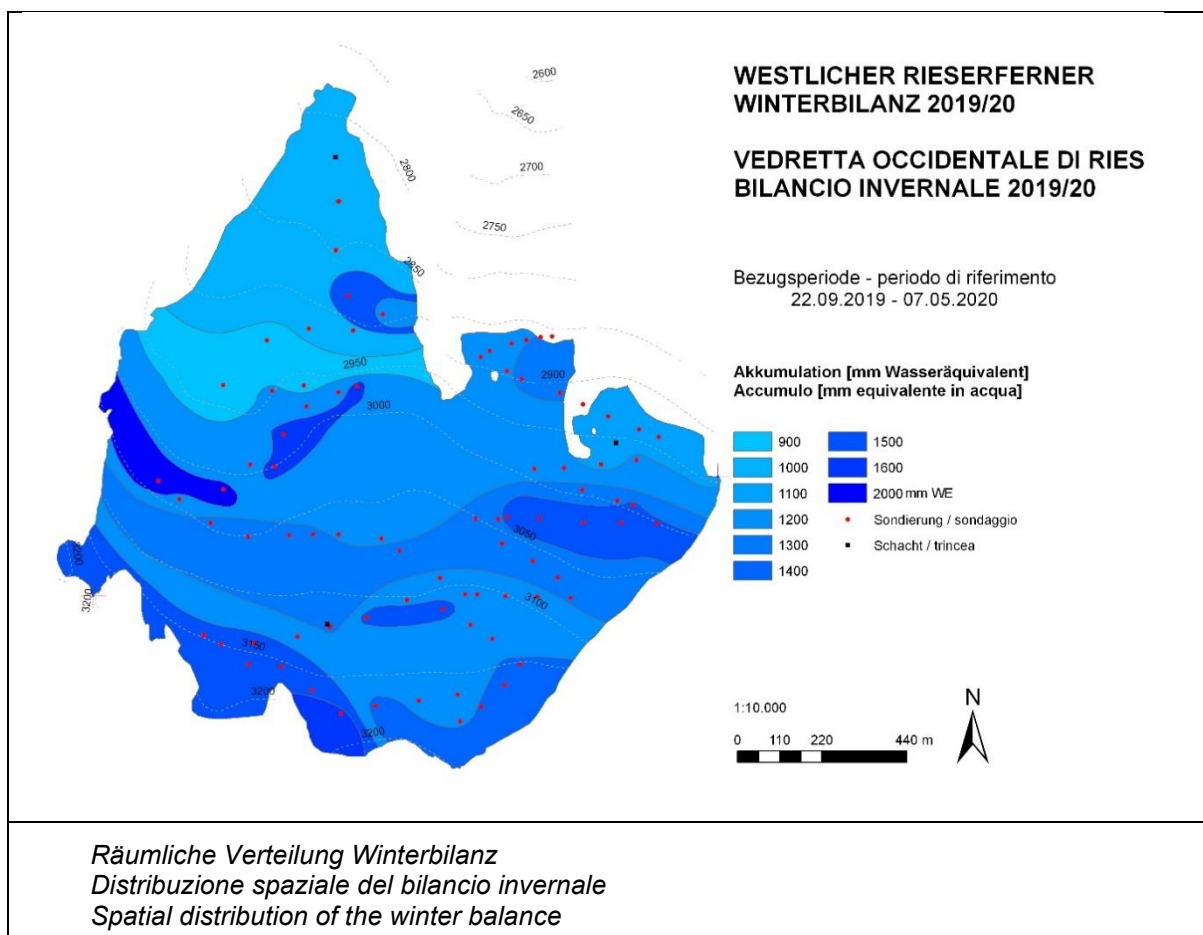 WESTLICHER RIESERFERNER
WINTERBILANZ 2019/20
VEDRETTA OCCIDENTALE DI RIES
BILANCIO INVERNALE 2019/20
Bezugsperiode - periodo di riferimento
22.09.2019 - 07.05.2020
Akkumulation [mm Wasseräquivalent]
Accumulo [mm equivalente in acqua]
900
1000
1100
1200
1300
1400
1500
1600
2000 mm WE
Sondierung / sondaggio
Schacht / trincea
2600
2650
2700
2750
2800
2850
2900
2950
3000
3050
3100
3150
3200
3200
3200
3200
1:10.000
0 110 220 440 m
N
Räumliche Verteilung Winterbilanz
Distribuzione spaziale del bilancio invernale
Spatial distribution of the winter balance